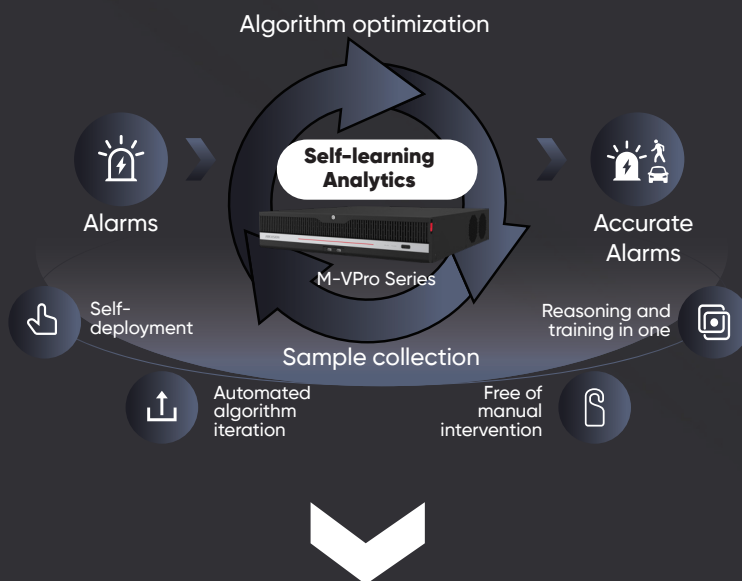 Algorithm optimization
Self-learning
Analytics
Alarms
Accurate
Alarms
M-VPro Series
Self-
deployment
Reasoning and
training in one
Sample collection
Automated
algorithm
iteration
Free of
manual
intervention